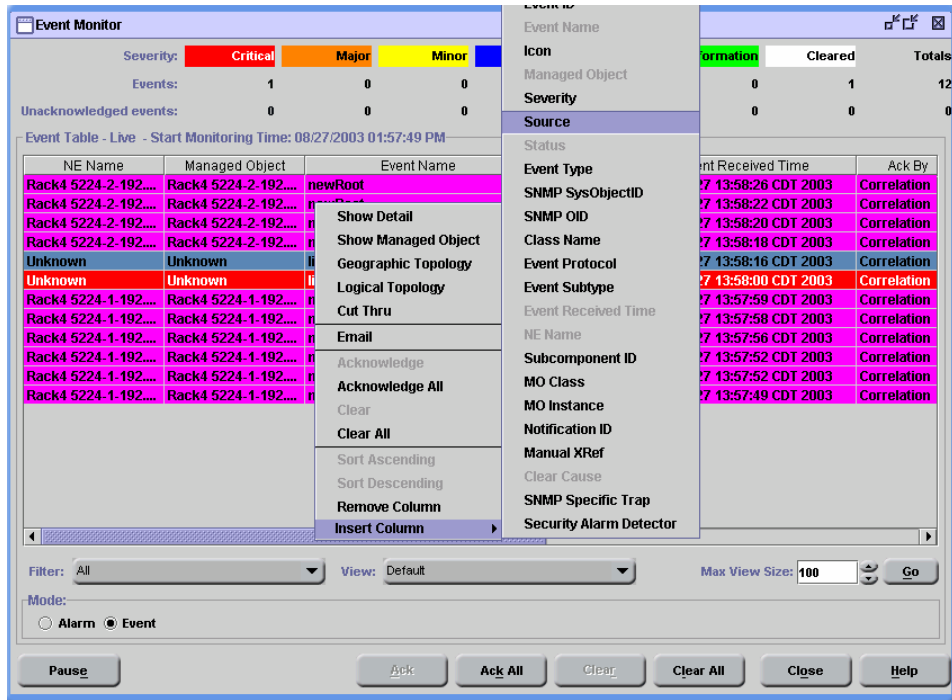 Event Monitor
Severity: Critical Major Minor formation Cleared Totals
Events: 1 0 0 0 1 12
Unacknowledged events: 0 0 0 0 0 0
Event Table - Live - Start Monitoring Time: 08/27/2003 01:57:49 PM
NE Name Managed Object Event Name nt Received Time Ack By
Rack4 5224-2-192.... Rack4 5224-2-192.... newRoot 27 13:58:26 CDT 2003 Correlation
Rack4 5224-2-192.... Rack4 5224-2-192.... 27 13:58:22 CDT 2003 Correlation
Rack4 5224-2-192.... Rack4 5224-2-192.... 27 13:58:20 CDT 2003 Correlation
Rack4 5224-2-192.... Rack4 5224-2-192.... 27 13:58:18 CDT 2003 Correlation
Unknown Unknown li 27 13:58:16 CDT 2003 Correlation
Unknown Unknown li 27 13:58:00 CDT 2003 Correlation
Rack4 5224-1-192.... Rack4 5224-1-192.... 27 13:57:59 CDT 2003 Correlation
Rack4 5224-1-192.... Rack4 5224-1-192.... 27 13:57:58 CDT 2003 Correlation
Rack4 5224-1-192.... Rack4 5224-1-192.... 27 13:57:56 CDT 2003 Correlation
Rack4 5224-1-192.... Rack4 5224-1-192.... 27 13:57:52 CDT 2003 Correlation
Rack4 5224-1-192.... Rack4 5224-1-192.... 27 13:57:52 CDT 2003 Correlation
Rack4 5224-1-192.... Rack4 5224-1-192.... 27 13:57:49 CDT 2003 Correlation
Show Detail
Show Managed Object
Geographic Topology
Logical Topology
Cut Thru
Email
Acknowledge
Acknowledge All
Clear
Clear All
Sort Ascending
Sort Descending
Remove Column
Insert Column
Event ID
Event Name
Icon
Managed Object
Severity
Source
Status
Event Type
SNMP SysObjectID
SNMP OID
Class Name
Event Protocol
Event Subtype
Event Received Time
NE Name
Subcomponent ID
MO Class
MO Instance
Notification ID
Manual XRef
Clear Cause
SNMP Specific Trap
Security Alarm Detector
Filter: All View: Default Max View Size: 100 Go
Mode:
Alarm Event
Pause Ack Ack All Clear Clear All Close Help